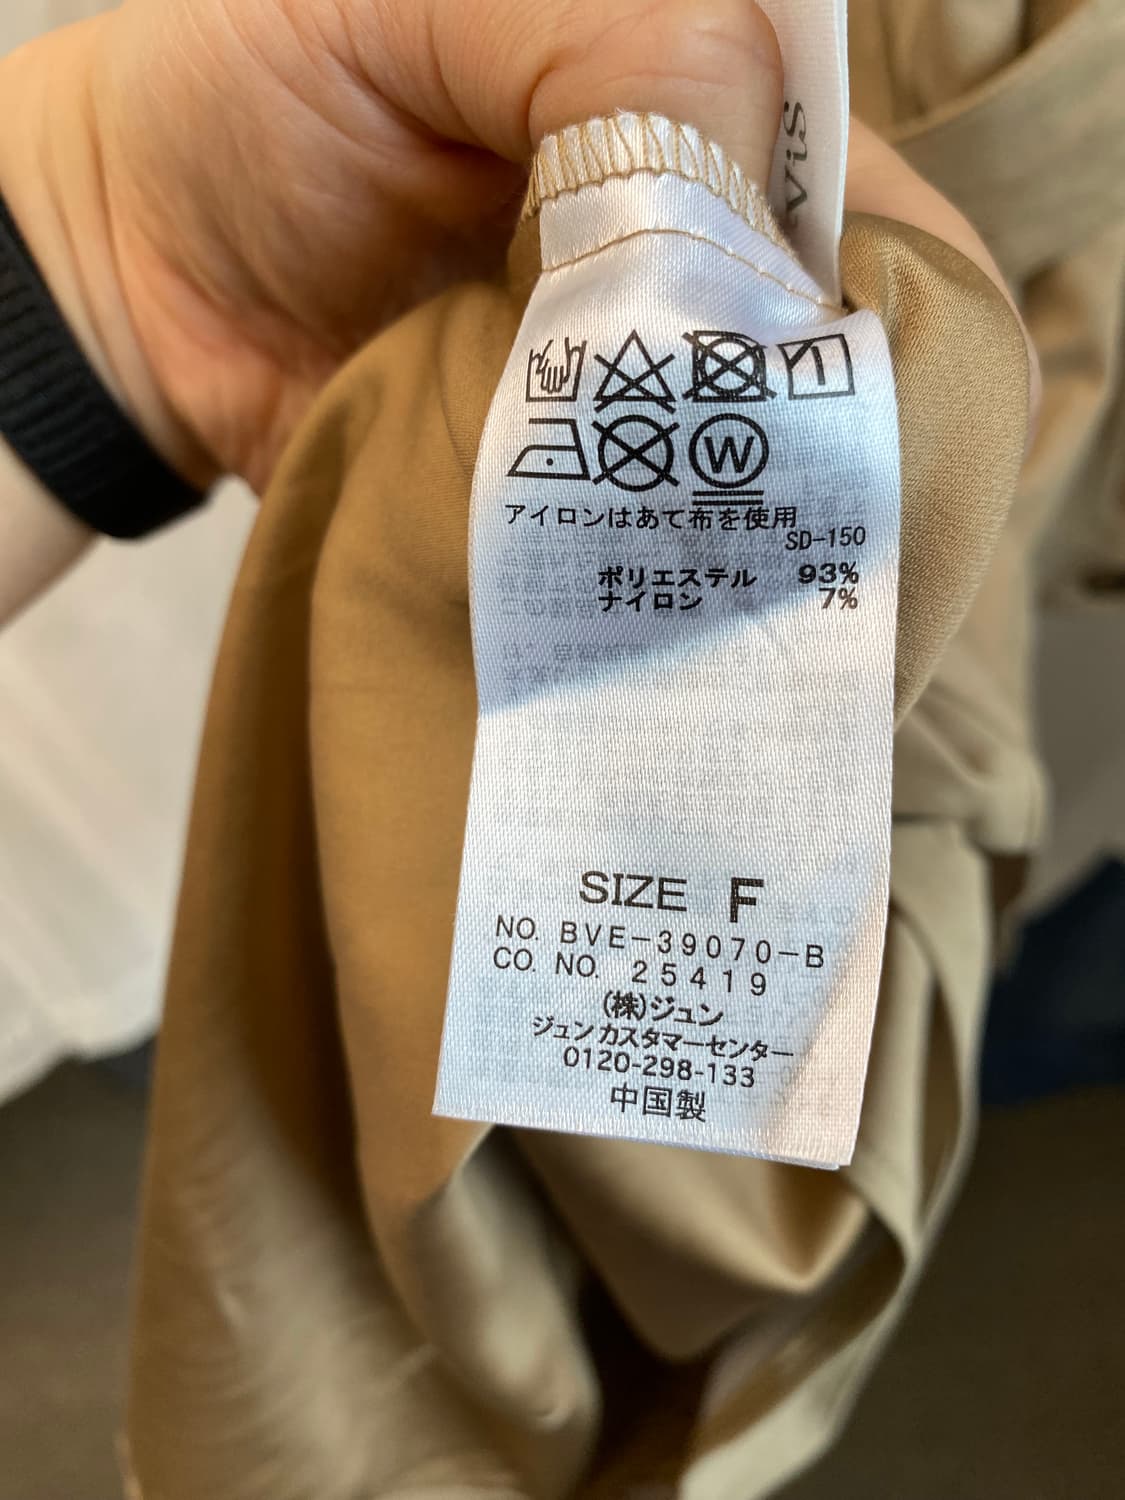 ViS
W
アイロンはあて布を使用
SD-150
ポリエステル 93%
ナイロン 7%
SIZE F
NO. BVE-39070-B
CO. NO. 25419
(株)ジュン
ジュンカスタマーセンター
0120-298-133
中国製